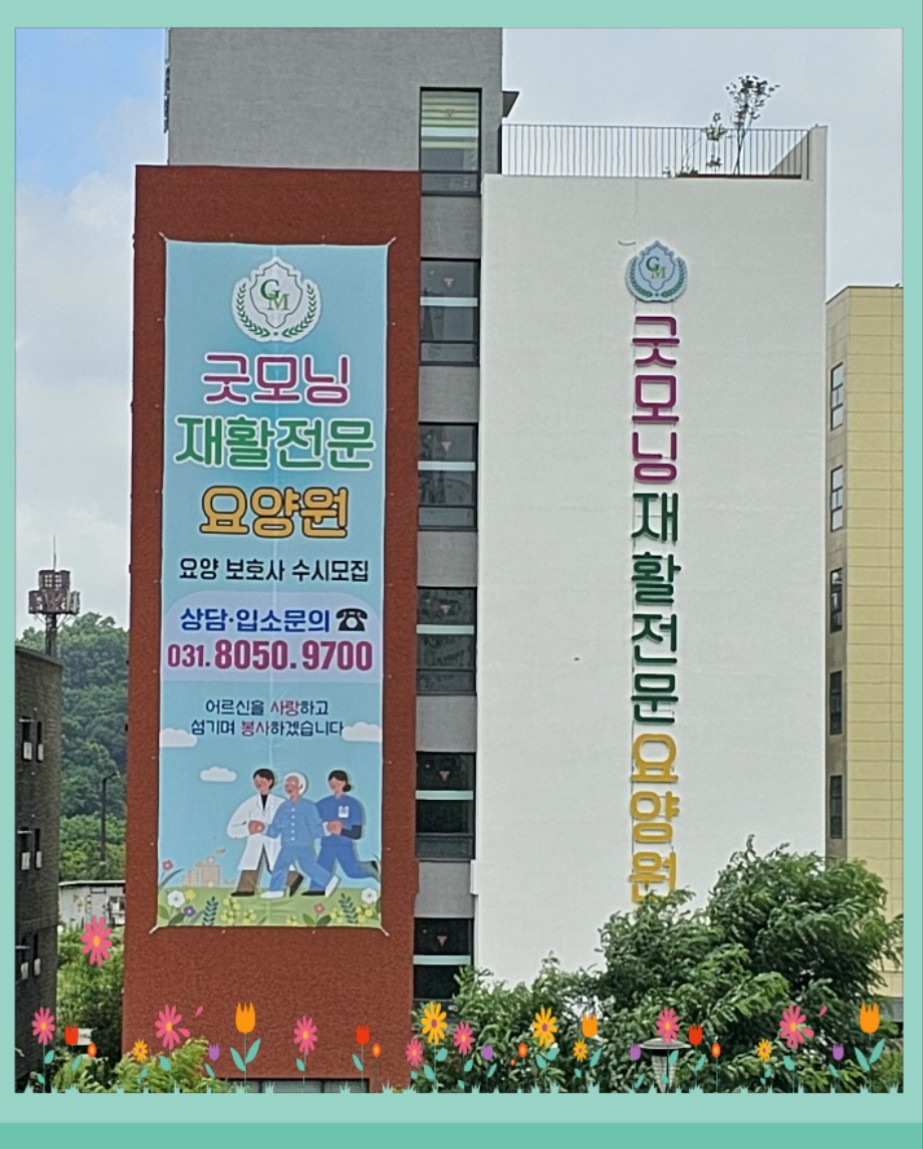 GM
굿모닝
재활전문
요양원
요양 보호사 수시모집
상담·입소문의
031.8050.9700
어르신을 사랑하고
섬기며 봉사하겠습니다
GM
굿모닝재활전문요양원